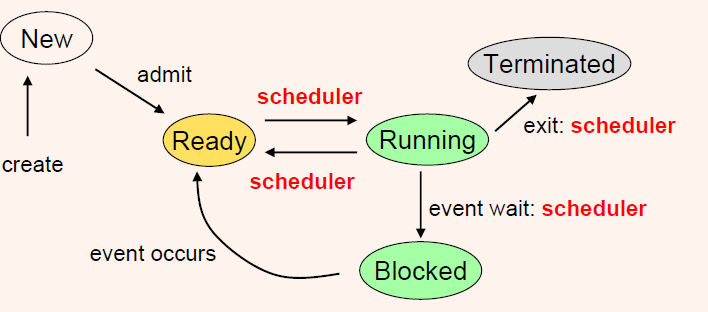 New
Terminated
admit
scheduler
Ready
Running
exit: scheduler
create
scheduler
event wait: scheduler
event occurs
Blocked